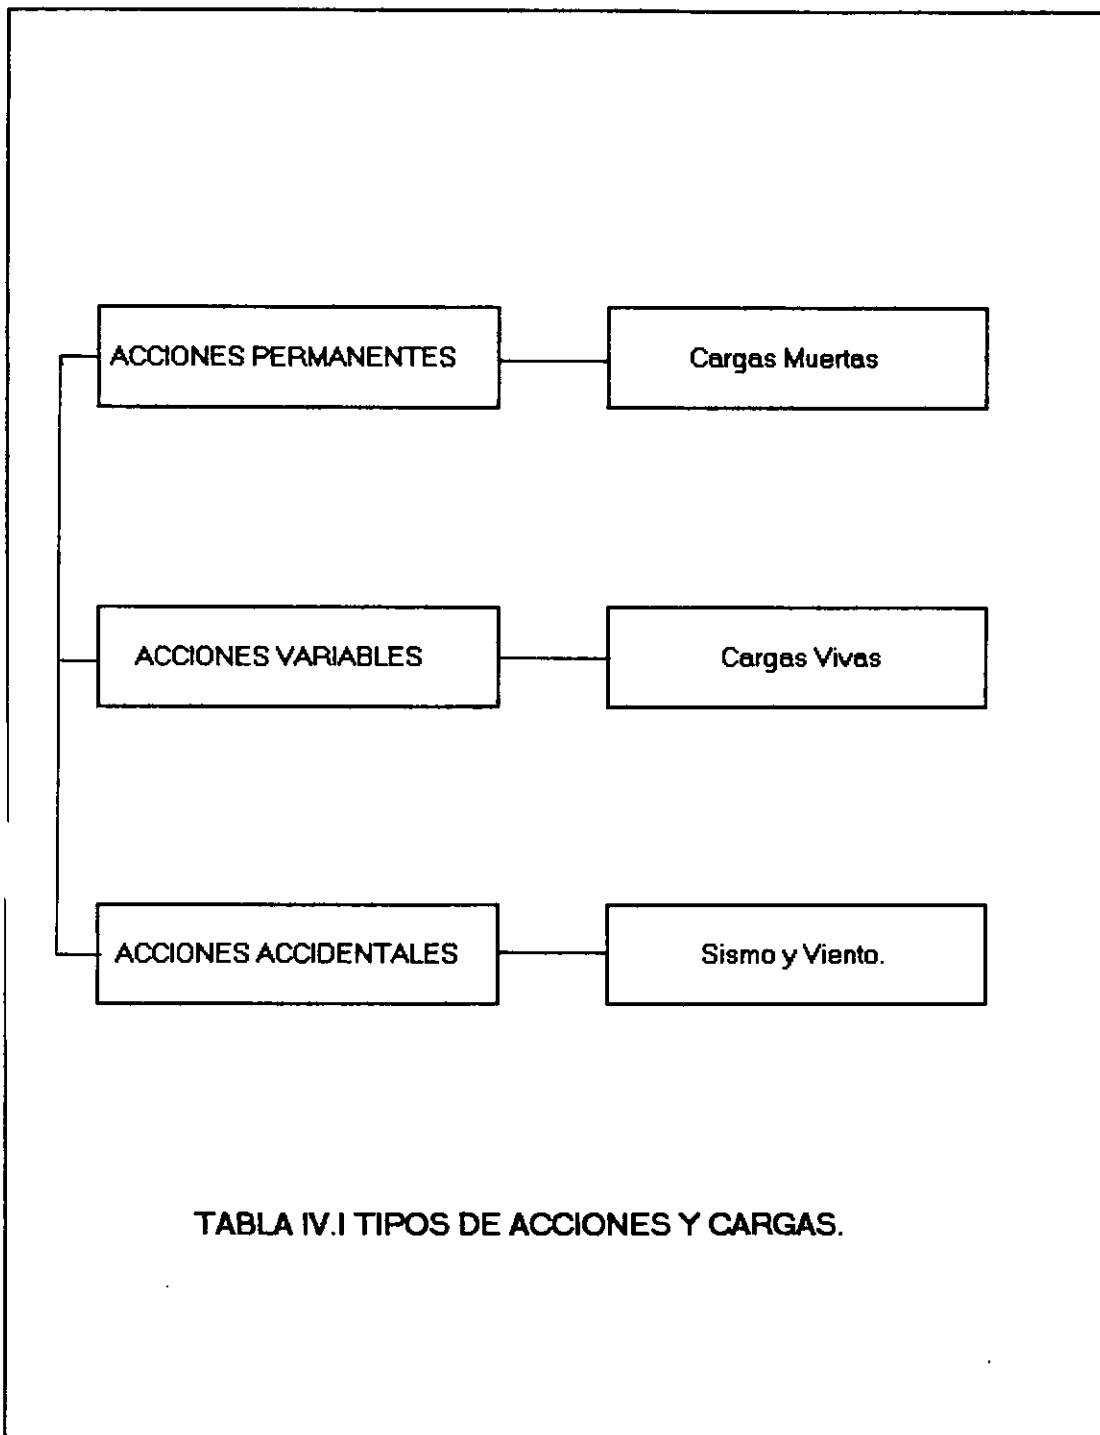 ACCIONES PERMANENTES
Cargas Muertas
ACCIONES VARIABLES
Cargas Vivas
ACCIONES ACCIDENTALES
Sismo y Viento.
TABLA IV.I TIPOS DE ACCIONES Y CARGAS.